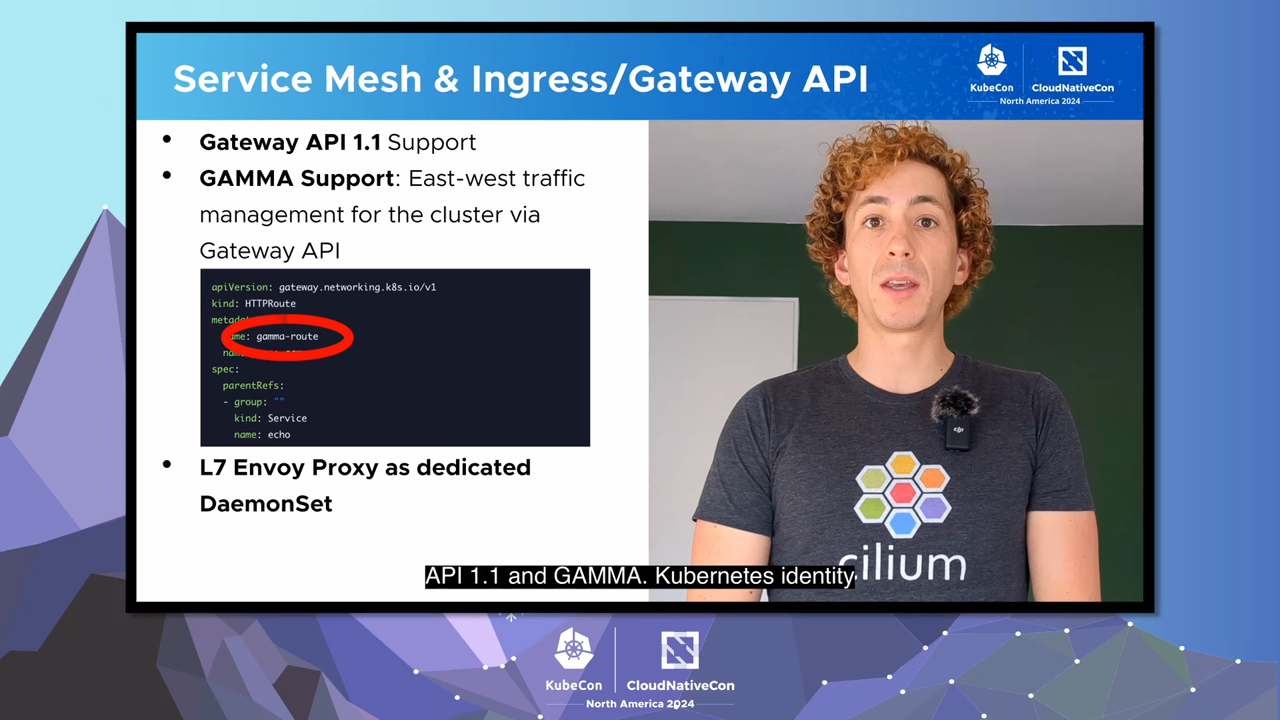 Service Mesh & Ingress/Gateway API
KubeCon
CloudNativeCon
North America 2024
• Gateway API 1.1 Support
• GAMMA Support: East-west traffic
management for the cluster via
Gateway API
apiVersion: gateway.networking.k8s.io/v1
kind: HTTPRoute
gamma-route
spec:
parentRefs:
- group: ""
kind: Service
name: echo
• L7 Envoy Proxy as dedicated
DaemonSet
dji
cilium
API 1.1 and GAMMA. Kubernetes identity
KubeCon
CloudNativeCon
North America 2024